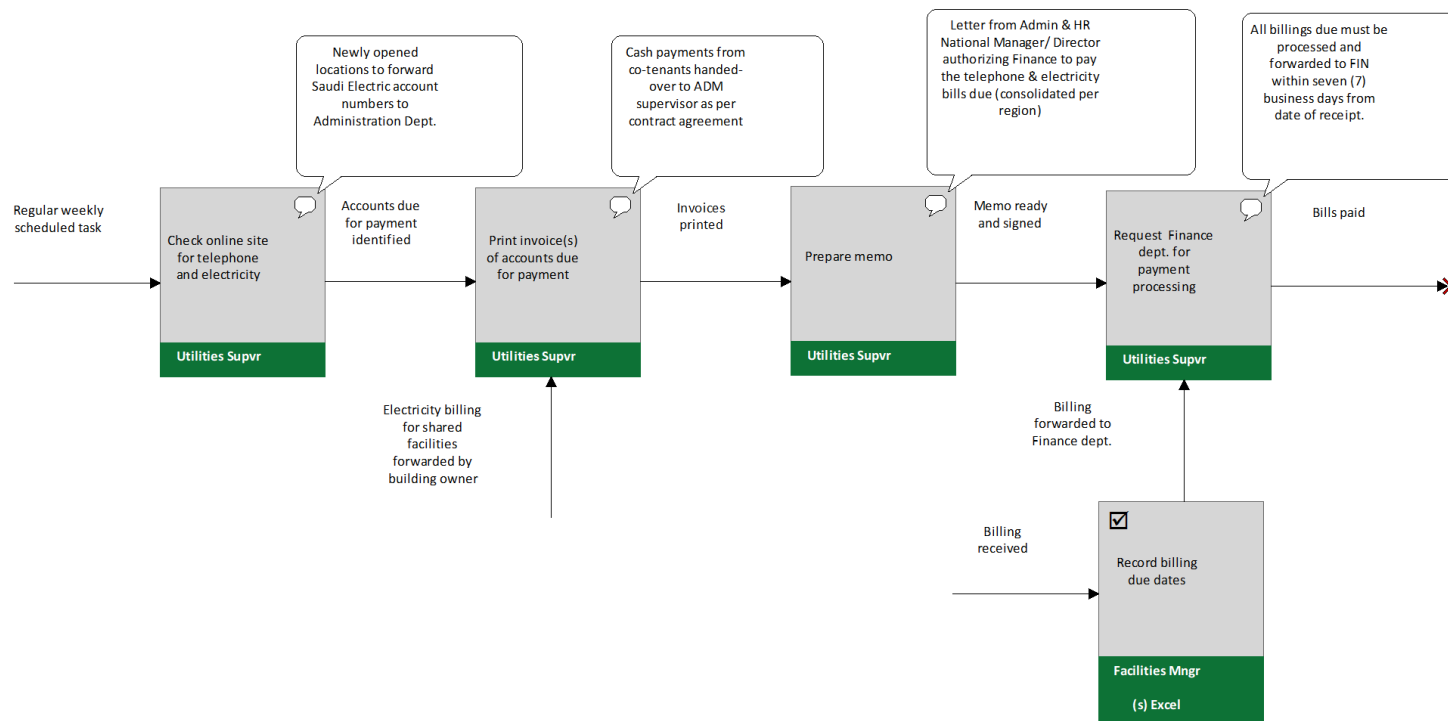 Newly opened
locations to forward
Saudi Electric account
numbers to
Administration Dept.
Cash payments from
co-tenants handed-
over to ADM
supervisor as per
contract agreement
Letter from Admin & HR
National Manager/ Director
authorizing Finance to pay
the telephone & electricity
bills due (consolidated per
region)
All billings due must be
processed and
forwarded to FIN
within seven (7)
business days from
date of receipt.
Regular weekly
scheduled task
Check online site
for telephone
and electricity
Utilities Supvr
Accounts due
for payment
identified
Print invoice(s)
of accounts due
for payment
Utilities Supvr
Invoices
printed
Prepare memo
Utilities Supvr
Memo ready
and signed
Request Finance
dept. for
payment
processing
Utilities Supvr
Bills paid
Electricity billing
for shared
facilities
forwarded by
building owner
Billing
forwarded to
Finance dept.
Billing
received
Record billing
due dates
Facilities Mngr
(s) Excel